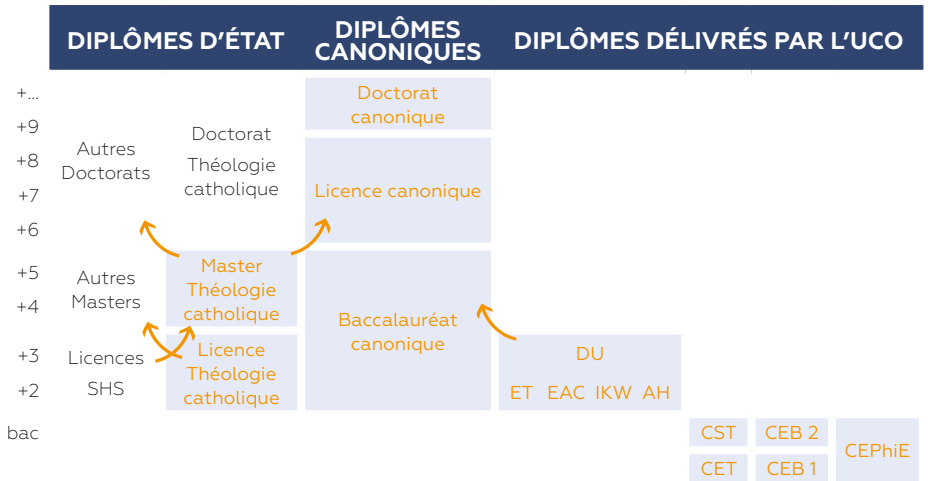 DIPLÔMES D'ÉTAT
DIPLÔMES
CANONIQUES
DIPLÔMES DÉLIVRÉS PAR L'UCO
+...
+9
+8
+7
+6
+5
+4
+3
+2
bac
Autres
Doctorats
Autres
Masters
Licences
SHS
Doctorat
Théologie
catholique
Master
Théologie
catholique
Licence
Théologie
catholique
Doctorat
canonique
Licence canonique
Baccalauréat
canonique
DU
ET EAC IKW AH
CST CEB 2
CEPhiE
CET CEB 1